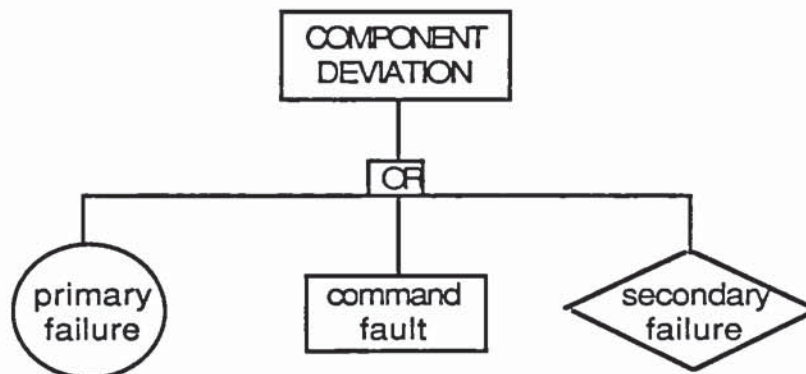 COMPONENT
DEVIATION
OR
primary
failure
command
fault
secondary
failure